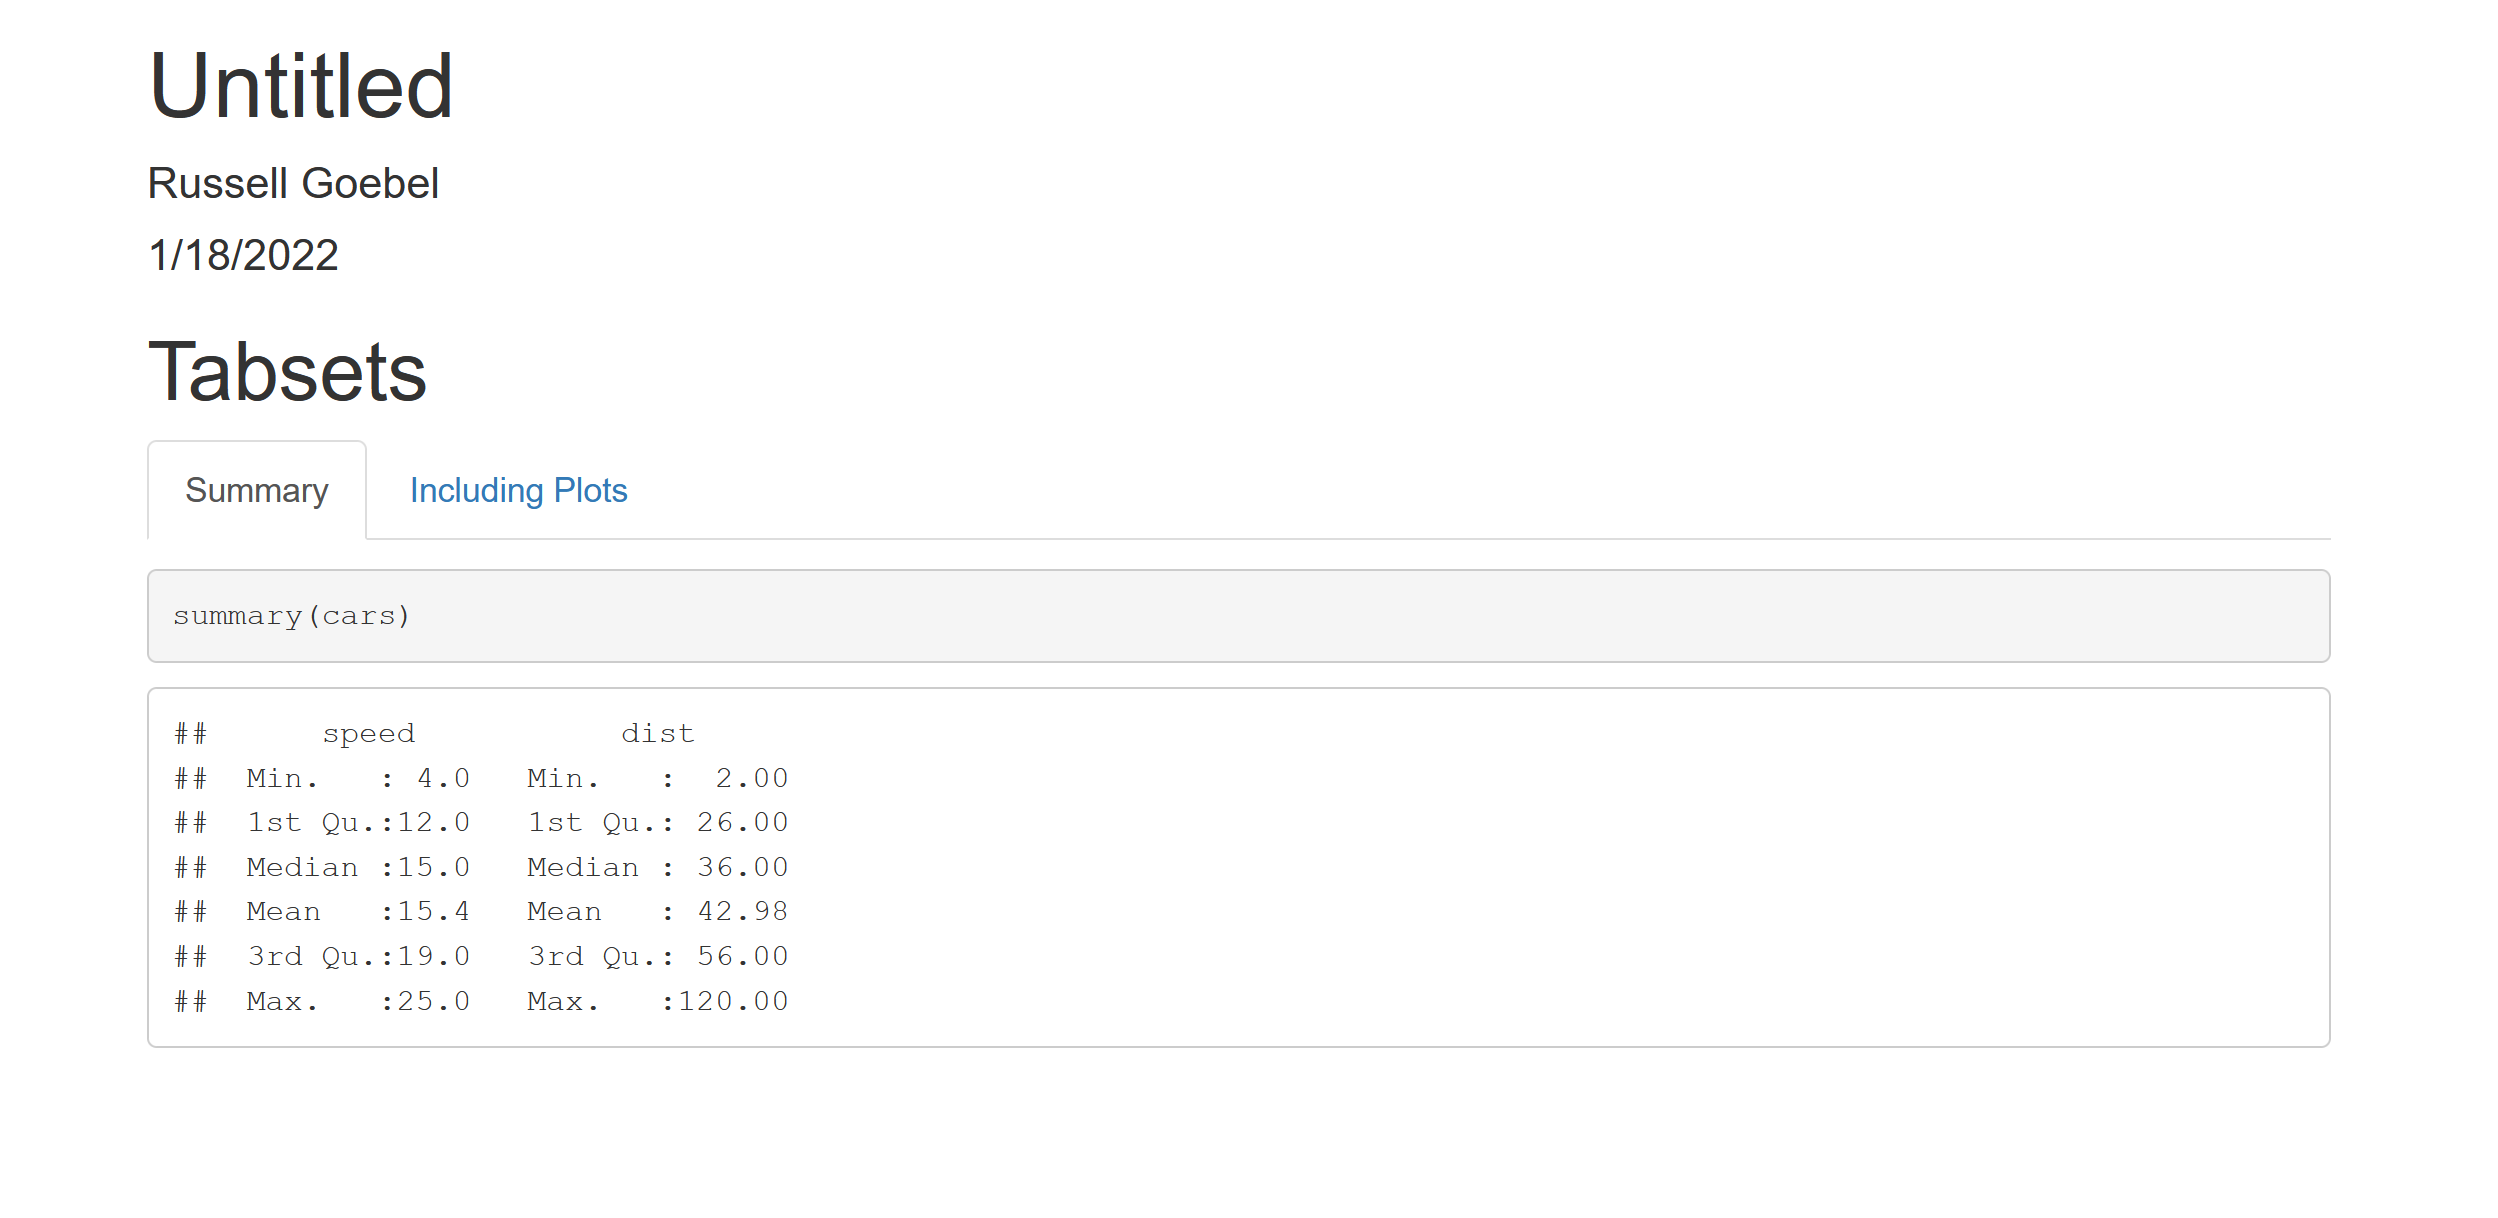 Untitled
Russell Goebel
1/18/2022
Tabsets
Summary Including Plots
summary(cars)
##      speed           dist
##  Min.   : 4.0   Min.   :  2.00
##  1st Qu.:12.0   1st Qu.: 26.00
##  Median :15.0   Median : 36.00
##  Mean   :15.4   Mean   : 42.98
##  3rd Qu.:19.0   3rd Qu.: 56.00
##  Max.   :25.0   Max.   :120.00